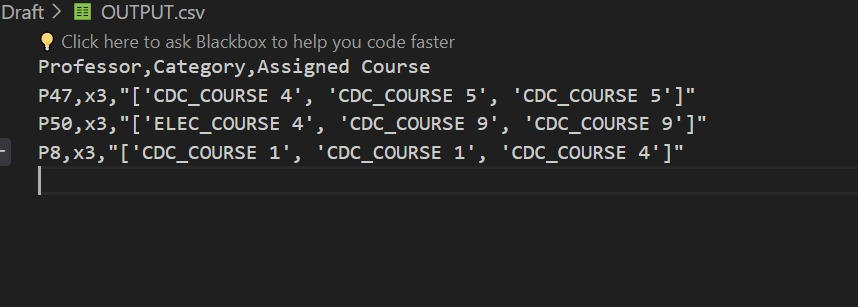 Draft > OUTPUT.csv
Click here to ask Blackbox to help you code faster
Professor,Category,Assigned Course
P47,x3,"['CDC_COURSE 4', 'CDC_COURSE 5', 'CDC_COURSE 5']"
P50,x3,"['ELEC_COURSE 4', 'CDC_COURSE 9', 'CDC_COURSE 9']"
P8,x3,"['CDC_COURSE 1', 'CDC_COURSE 1', 'CDC_COURSE 4']"